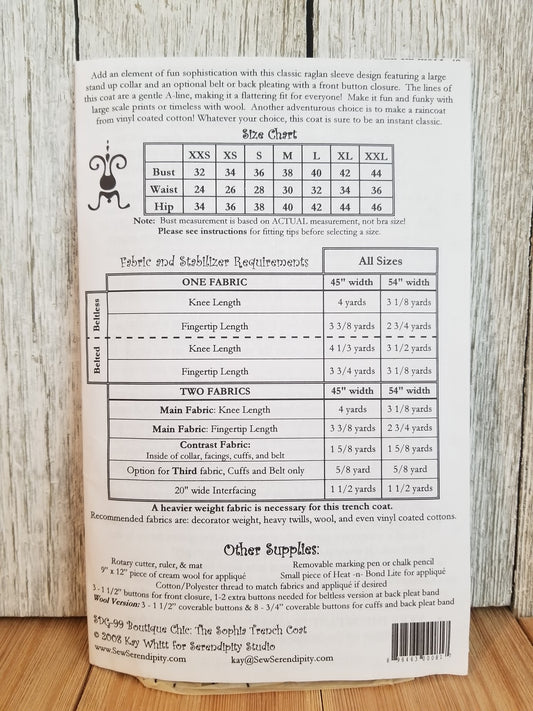 Add an element of fun sophistication with this classic raglan sleeve design featuring a large
stand up collar and an optional belt or back pleating with a front button closure. The lines of
this coat are a gentle A-line, making it a flattering fit for everyone! Make it fun and funky with
large scale prints or timeless with wool. Another adventurous choice is to make a raincoat
from vinyl coated cotton! Whatever your choice, this coat is sure to be an instant classic.
Size Chart
XXS XS S M L XL XXL
Bust 32 34 36 38 40 42 44
Waist 24 26 28 30 32 34 36
Hip 34 36 38 40 42 44 46
Note: Bust measurement is based on ACTUAL measurement, not bra size!
Please see instructions for fitting tips before selecting a size.
Fabric and Stabilizer Requirements All Sizes
ONE FABRIC 45" width 54" width
Beltless
Knee Length 4 yards 3 1/8 yards
Fingertip Length 3 3/8 yards 2 3/4 yards
Belted
Knee Length 4 1/3 yards 3 1/2 yards
Fingertip Length 3 3/4 yards 3 1/8 yards
TWO FABRICS 45" width 54" width
Main Fabric: Knee Length 4 yards 3 1/8 yards
Main Fabric: Fingertip Length 3 3/8 yards 2 3/4 yards
Contrast Fabric:
Inside of collar, facings, cuffs, and belt 1 5/8 yards 1 5/8 yards
Option for Third fabric, Cuffs and Belt only 5/8 yard 5/8 yard
20" wide Interfacing 1 1/2 yards 1 1/2 yards
A heavier weight fabric is necessary for this trench coat.
Recommended fabrics are: decorator weight, heavy twills, wool, and even vinyl coated cottons.
Other Supplies:
Rotary cutter, ruler, & mat Removable marking pen or chalk pencil
9" x 12" piece of cream wool for appliqué Small piece of Heat -n- Bond Lite for appliqué
Cotton/Polyester thread to match fabrics and appliqué if desired
3 - 1 1/2" buttons for front closure, 1-2 extra buttons needed for beltless version at back pleat band
Wool Version: 3 - 1 1/2" coverable buttons & 8 - 3/4" coverable buttons for cuffs and back pleat band
SDG-99 Boutique Chic: The Sophia Trench Coat
© 2008 Kay Whitt for Serendipity Studio
www.SewSerendipity.com kay@SewSerendipity.com